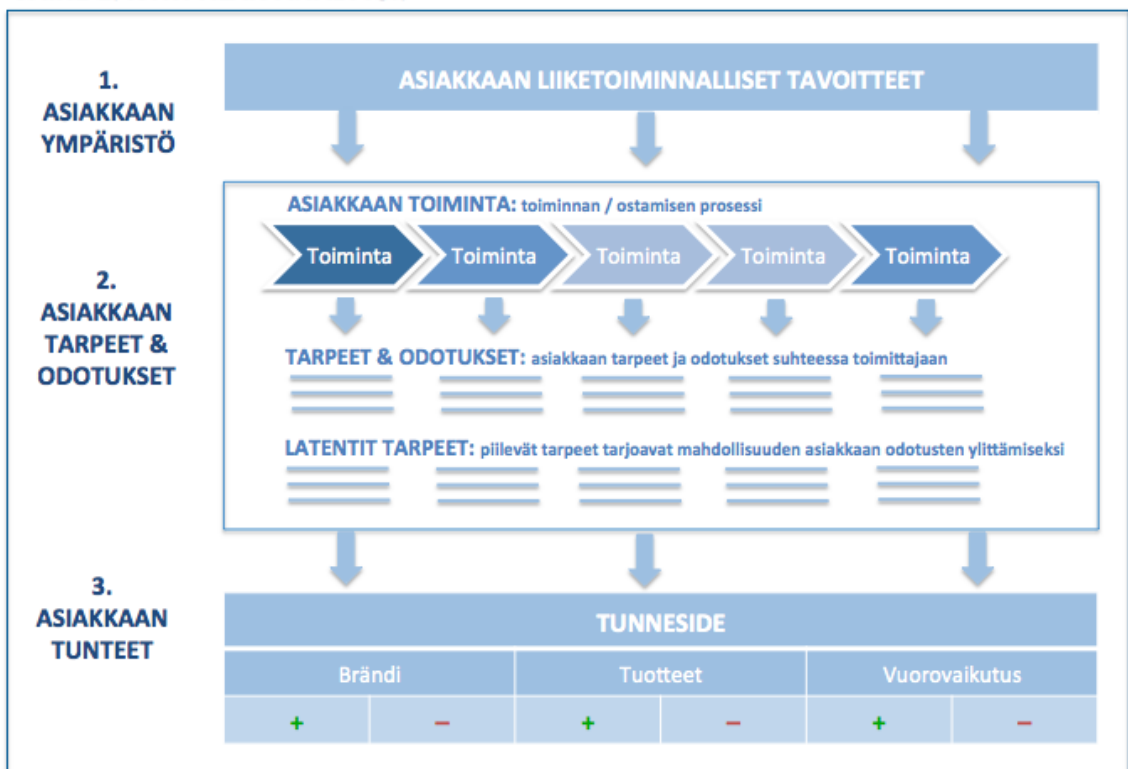 1.
ASIAKKAAN
YMPÄRISTÖ
ASIAKKAAN LIIKETOIMINNALLISET TAVOITTEET
2.
ASIAKKAAN
TARPEET &
ODOTUKSET
ASIAKKAAN TOIMINTA: toiminnan / ostamisen prosessi
Toiminta Toiminta Toiminta Toiminta Toiminta
TARPEET & ODOTUKSET: asiakkaan tarpeet ja odotukset suhteessa toimittajaan
LATENTIT TARPEET: piilevät tarpeet tarjoavat mahdollisuuden asiakkaan odotusten ylittämiseksi
3.
ASIAKKAAN
TUNTEET
TUNNESIDE
Brändi Tuotteet Vuorovaikutus
+ – + – + –